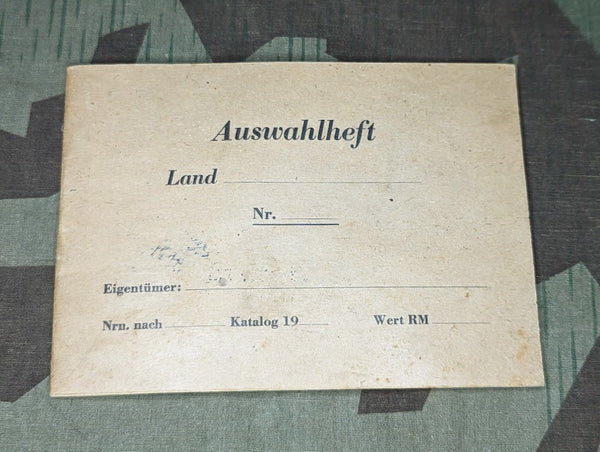 Auswahlheft
Land
Nr.
Eigentümer:
Nrn. nach Katalog 19 Wert RM